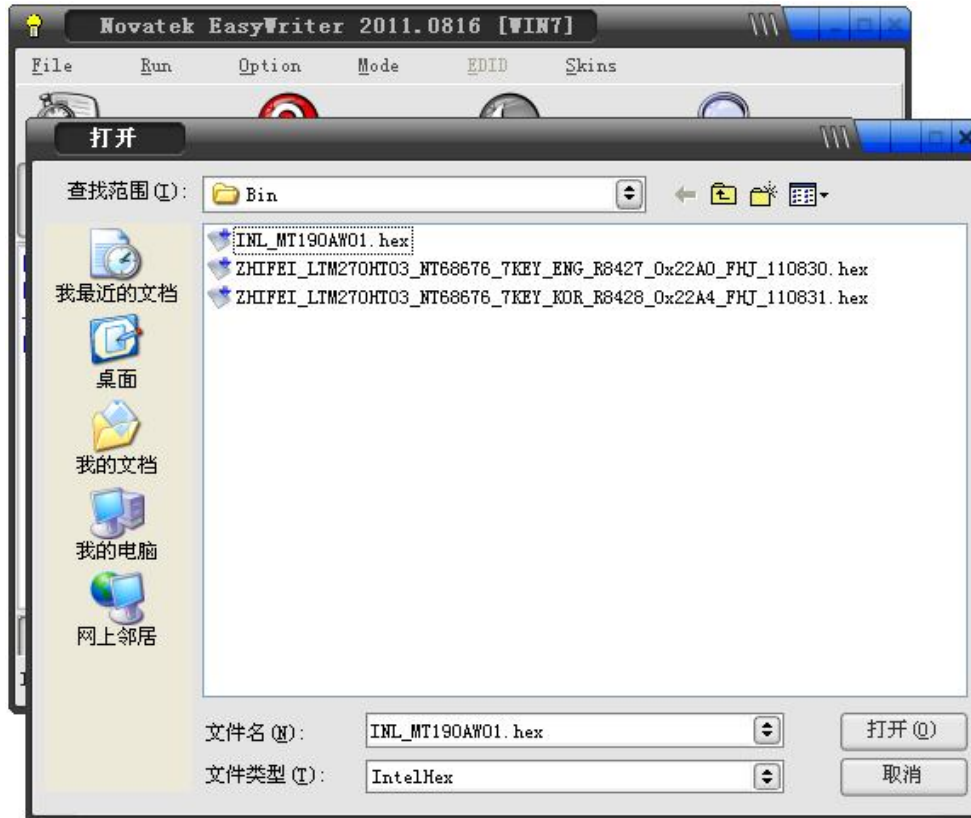 Novatek EasyWriter 2011.0816 [WIN7]
File Run Option Mode EDID Skins
打开
查找范围(I): Bin
INL_MT190AW01.hex
ZHIFEI_LTM270HT03_NT68676_7KEY_ENG_R8427_0x22A0_FHJ_110830.hex
ZHIFEI_LTM270HT03_NT68676_7KEY_KOR_R8428_0x22A4_FHJ_110831.hex
我最近的文档
桌面
我的文档
我的电脑
网上邻居
文件名(N): INL_MT190AW01.hex 打开(O)
文件类型(T): IntelHex 取消